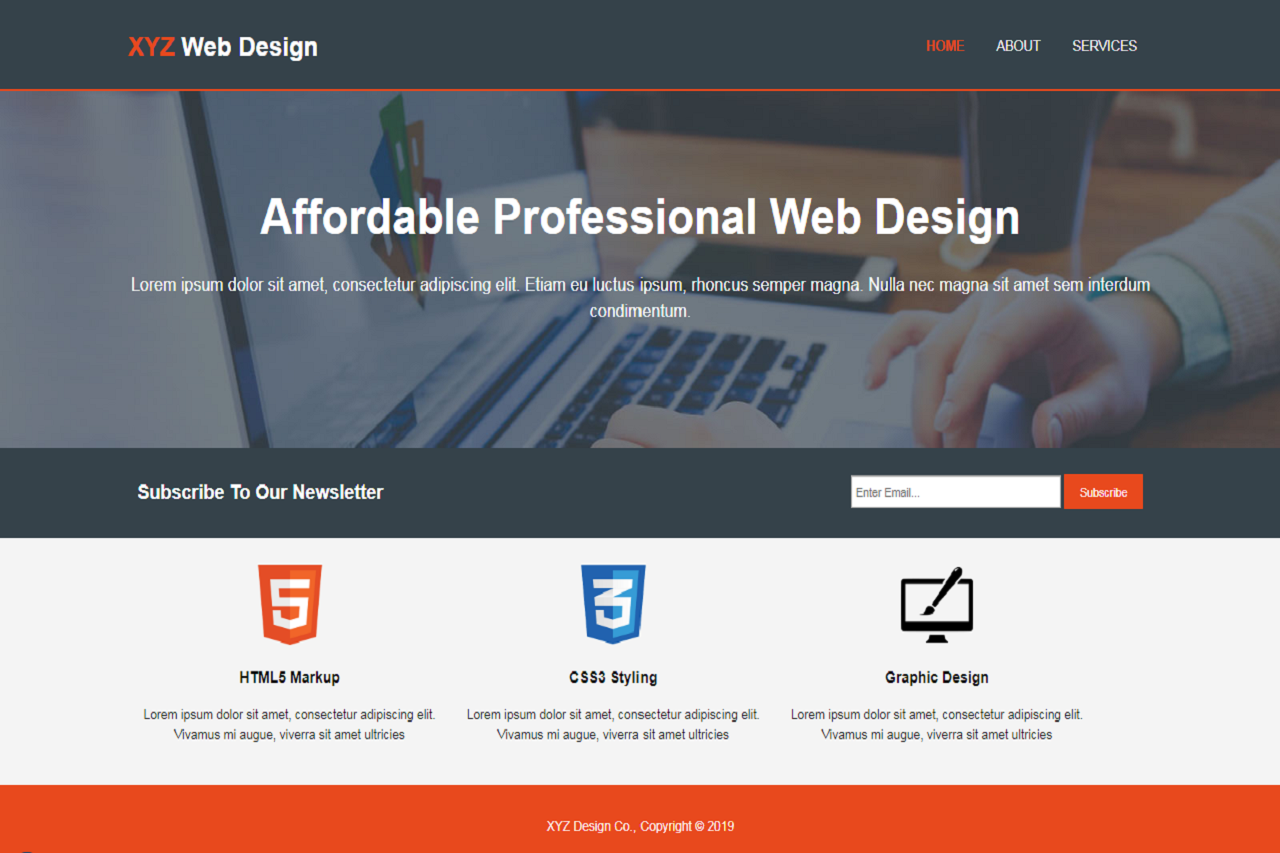 XYZ Web Design
HOME ABOUT SERVICES
Affordable Professional Web Design
Lorem ipsum dolor sit amet, consectetur adipiscing elit. Etiam eu luctus ipsum, rhoncus semper magna. Nulla nec magna sit amet sem interdum
condimentum.
Subscribe To Our Newsletter
Enter Email...
Subscribe
5
3
HTML5 Markup
Lorem ipsum dolor sit amet, consectetur adipiscing elit.
Vivamus mi augue, viverra sit amet ultricies
CSS3 Styling
Lorem ipsum dolor sit amet, consectetur adipiscing elit.
Vivamus mi augue, viverra sit amet ultricies
Graphic Design
Lorem ipsum dolor sit amet, consectetur adipiscing elit.
Vivamus mi augue, viverra sit amet ultricies
XYZ Design Co., Copyright © 2019